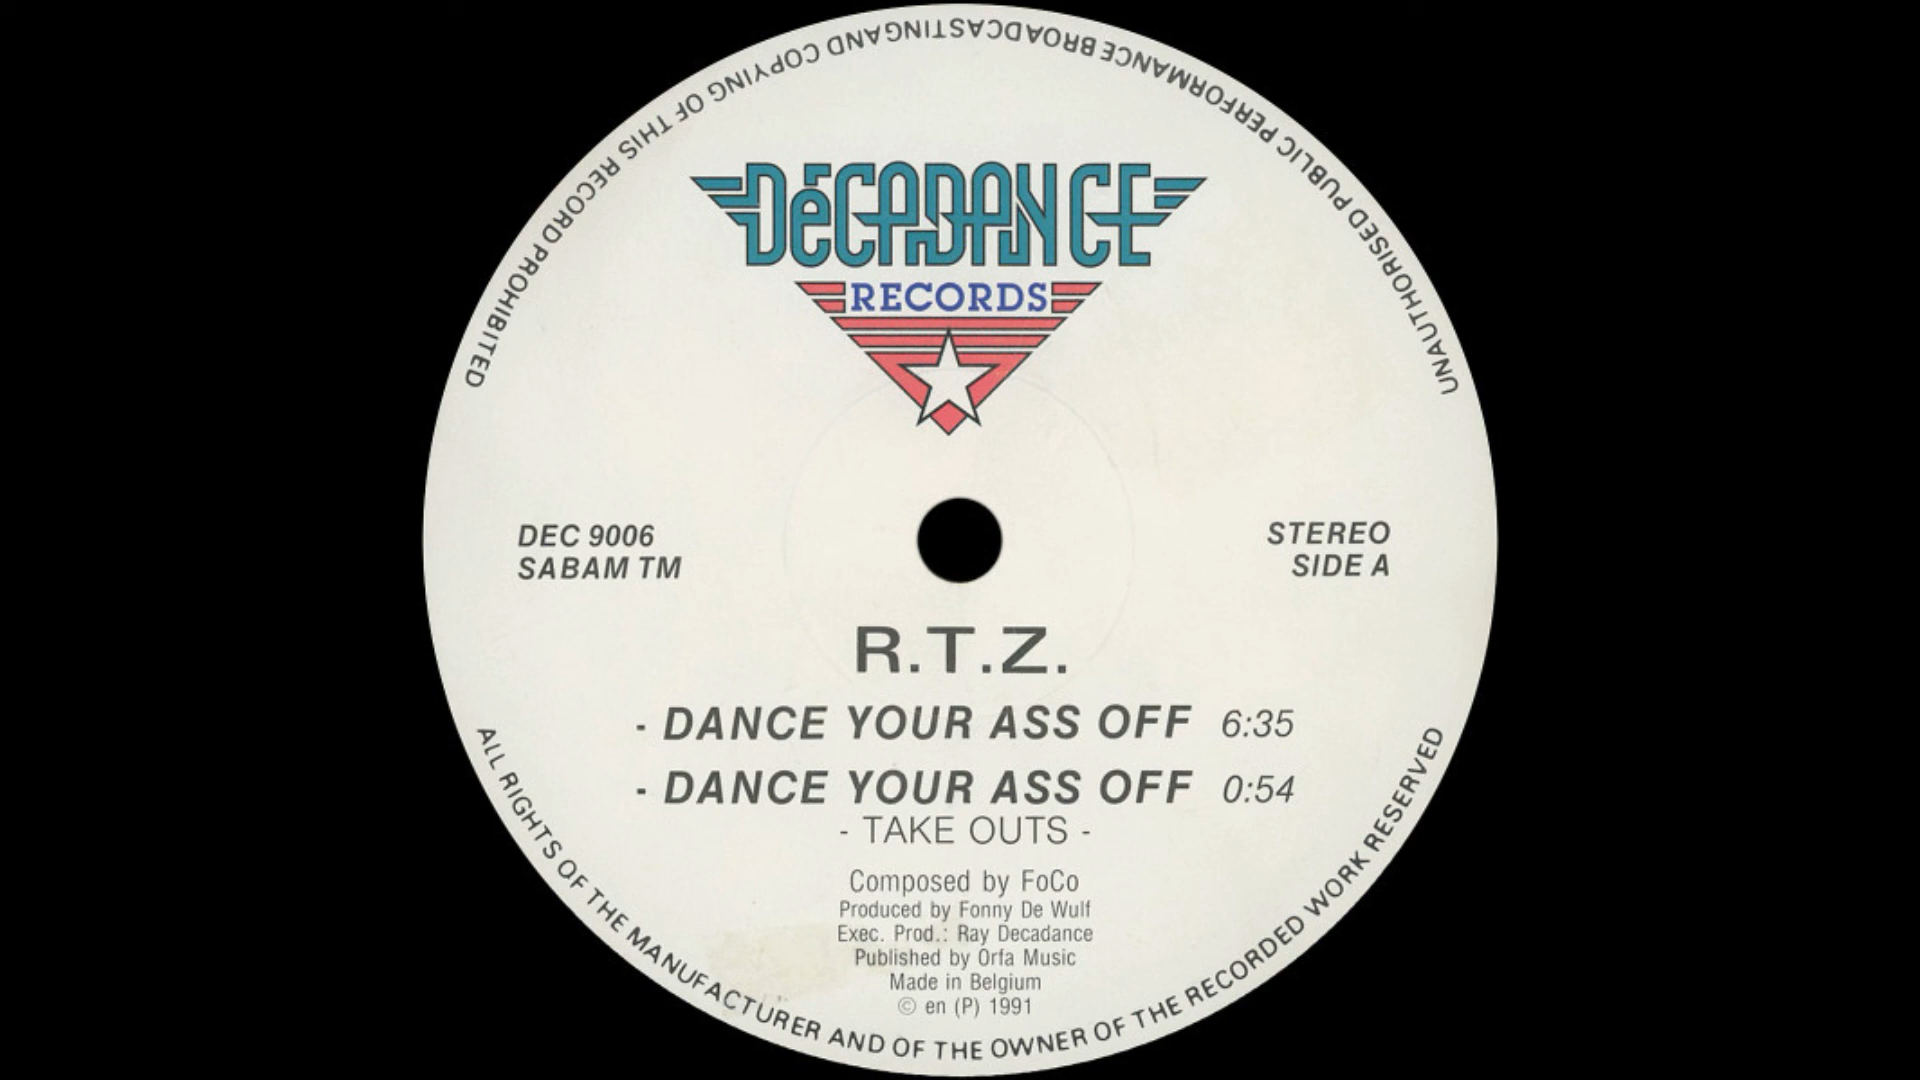 UNAUTHORISED PUBLIC PERFORMANCE BROADCASTING AND COPYING OF THIS RECORD PROHIBITED
DéCADANCE
RECORDS
DEC 9006
SABAM TM
STEREO
SIDE A
R.T.Z.
- DANCE YOUR ASS OFF 6:35
- DANCE YOUR ASS OFF 0:54
- TAKE OUTS -
Composed by FoCo
Produced by Fonny De Wulf
Exec. Prod.: Ray Decadance
Published by Orfa Music
Made in Belgium
© en (P) 1991
ALL RIGHTS OF THE MANUFACTURER AND OF THE OWNER OF THE RECORDED WORK RESERVED